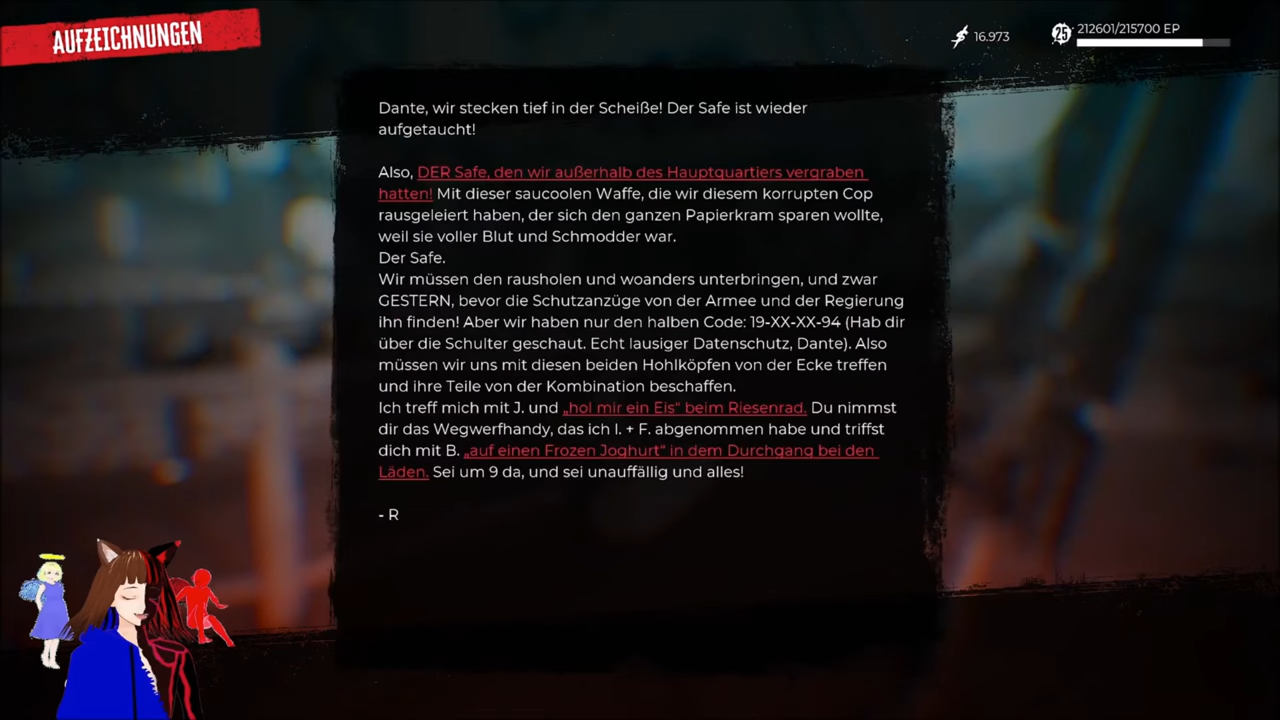 AUFZEICHNUNGEN
16.973
25
212601/215700 EP
Dante, wir stecken tief in der Scheiße! Der Safe ist wieder
aufgetaucht!
Also, DER Safe, den wir außerhalb des Hauptquartiers vergraben
hatten! Mit dieser saucoolen Waffe, die wir diesem korrupten Cop
rausgeleiert haben, der sich den ganzen Papierkram sparen wollte,
weil sie voller Blut und Schmodder war.
Der Safe.
Wir müssen den rausholen und woanders unterbringen, und zwar
GESTERN, bevor die Schutzanzüge von der Armee und der Regierung
ihn finden! Aber wir haben nur den halben Code: 19-XX-XX-94 (Hab dir
über die Schulter geschaut. Echt lausiger Datenschutz, Dante). Also
müssen wir uns mit diesen beiden Hohlköpfen von der Ecke treffen
und ihre Teile von der Kombination beschaffen.
Ich treff mich mit J. und „hol mir ein Eis“ beim Riesenrad. Du nimmst
dir das Wegwerfhandy, das ich I. + F. abgenommen habe und triffst
dich mit B. „auf einen Frozen Joghurt“ in dem Durchgang bei den
Läden. Sei um 9 da, und sei unauffällig und alles!
- R